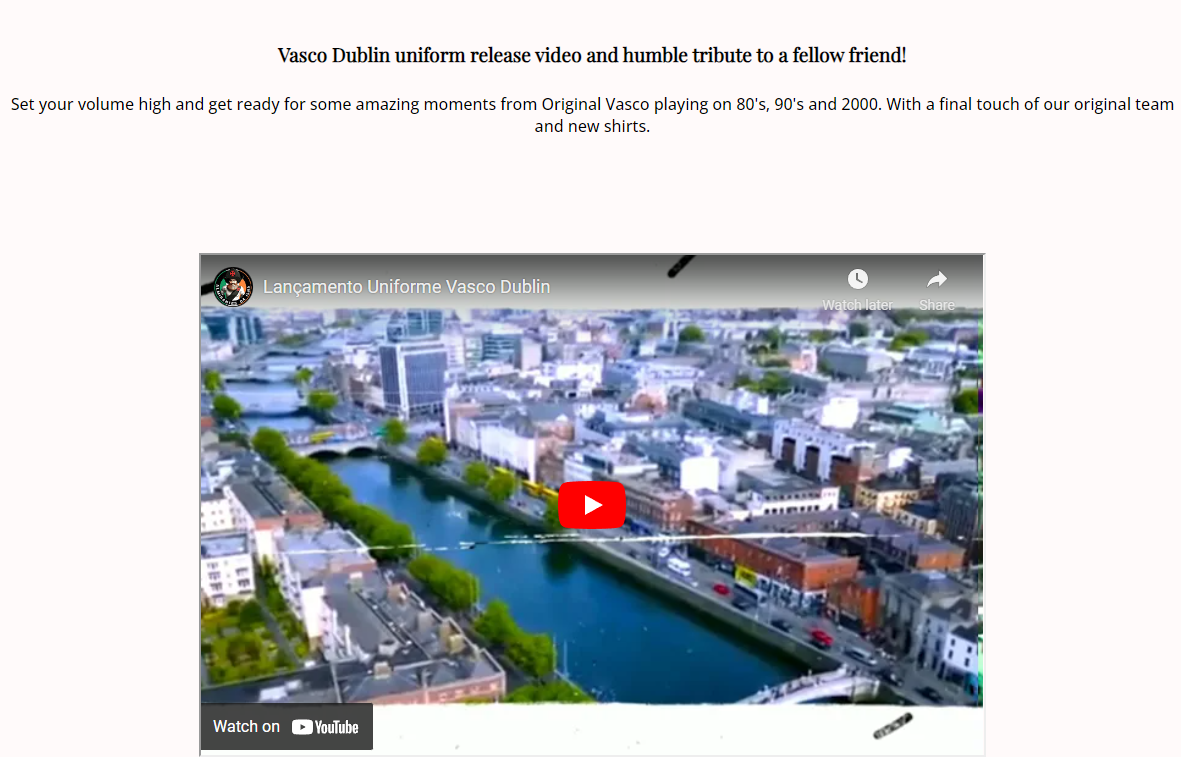 Vasco Dublin uniform release video and humble tribute to a fellow friend!
Set your volume high and get ready for some amazing moments from Original Vasco playing on 80's, 90's and 2000. With a final touch of our original team
and new shirts.
Lançamento Uniforme Vasco Dublin
Watch later
Share
Watch on YouTube